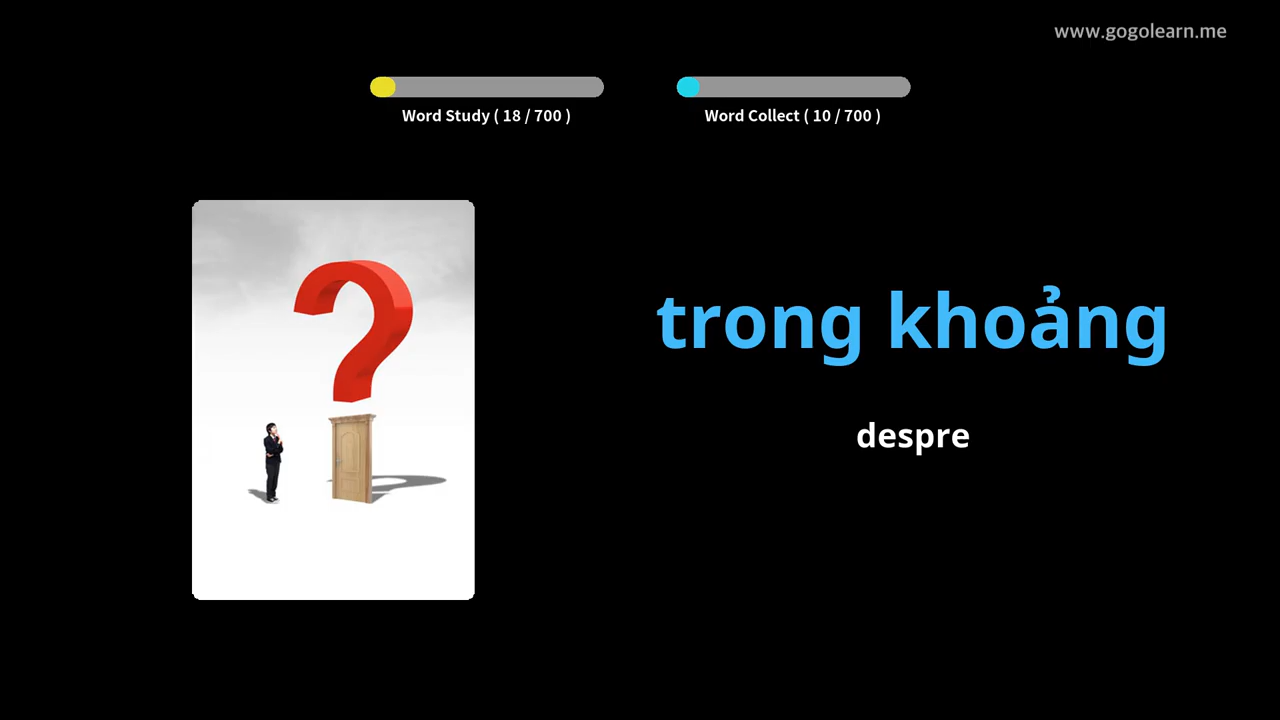 www.gogolearn.me
Word Study ( 18 / 700 )
Word Collect ( 10 / 700 )
trong khoảng
despre